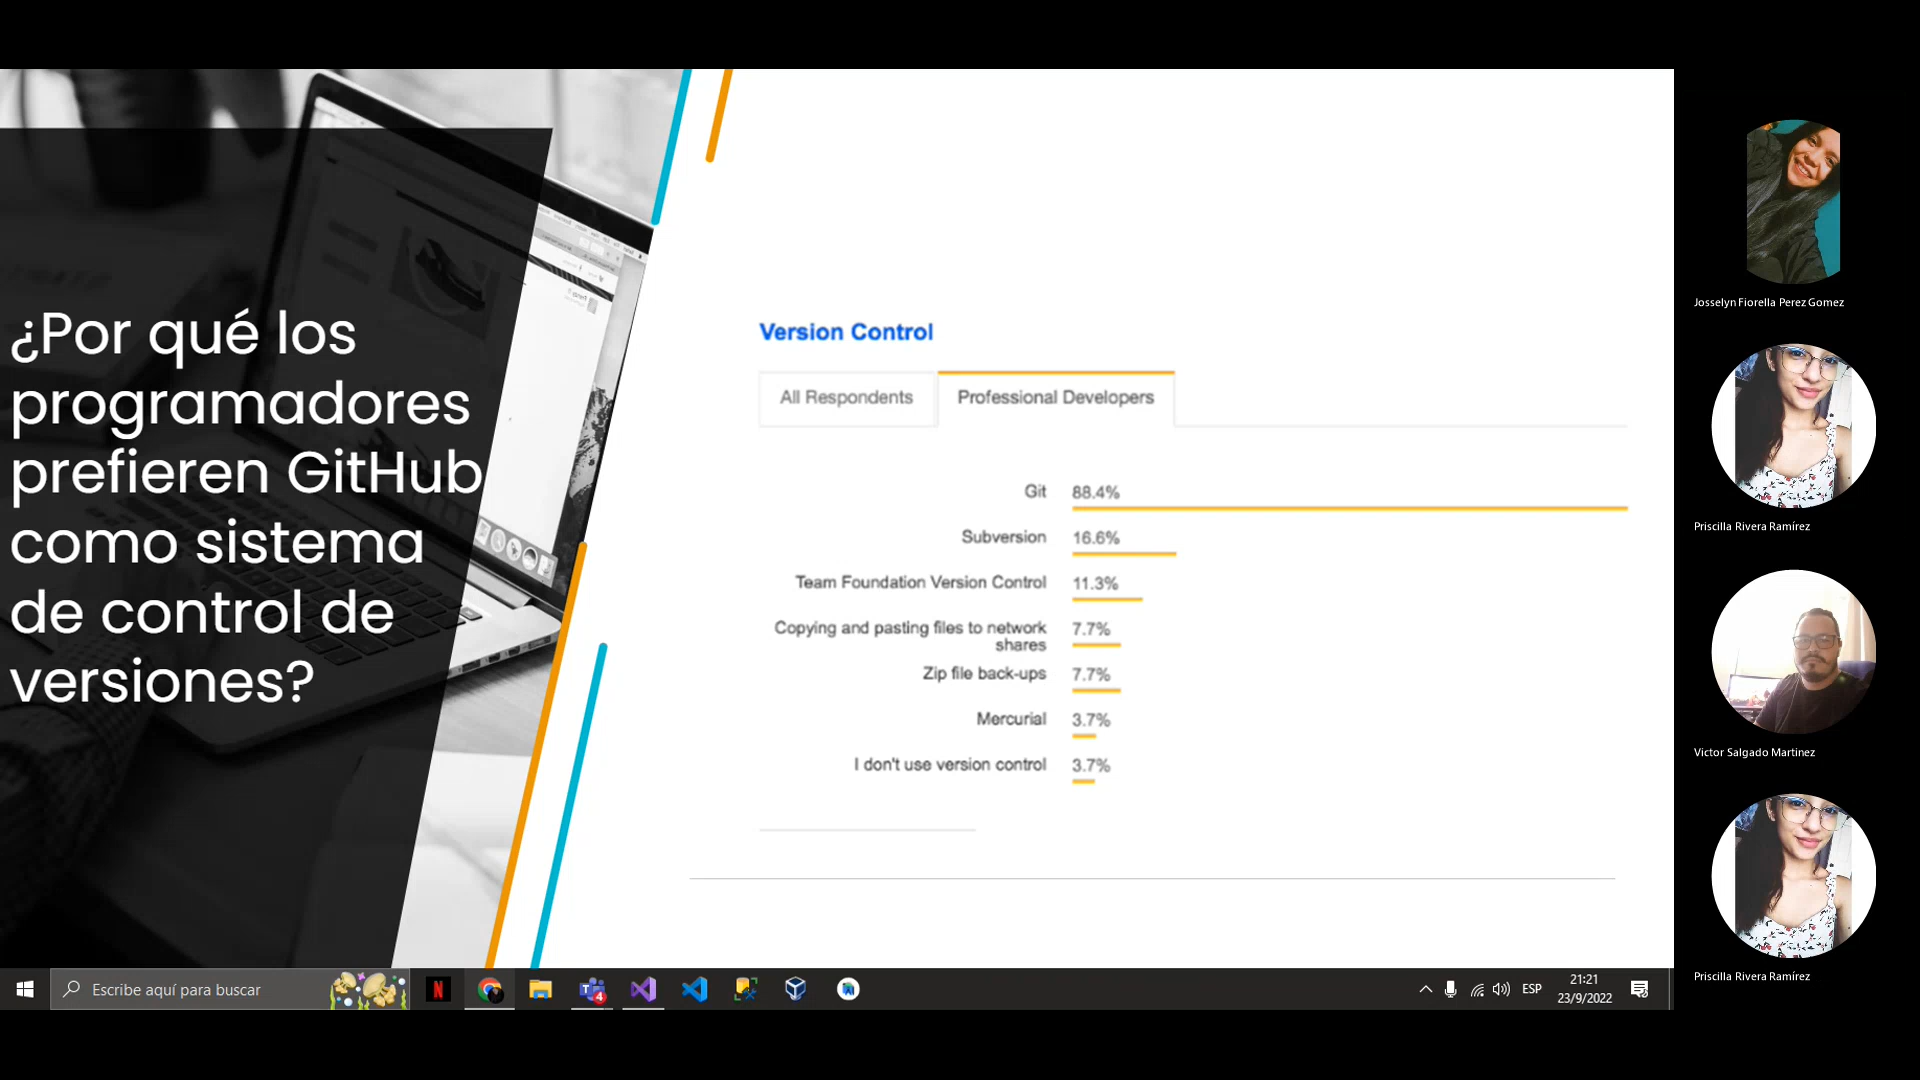 ¿Por qué los
programadores
prefieren GitHub
como sistema
de control de
versiones?
Version Control
All Respondents
Professional Developers
Git 88.4%
Subversion 16.6%
Team Foundation Version Control 11.3%
Copying and pasting files to network 7.7%
shares
Zip file back-ups 7.7%
Mercurial 3.7%
I don't use version control 3.7%
Josselyn Fiorella Perez Gomez
Priscilla Rivera Ramírez
Victor Salgado Martinez
Priscilla Rivera Ramírez
Escribe aquí para buscar
N
T
4
ESP
21:21
23/9/2022